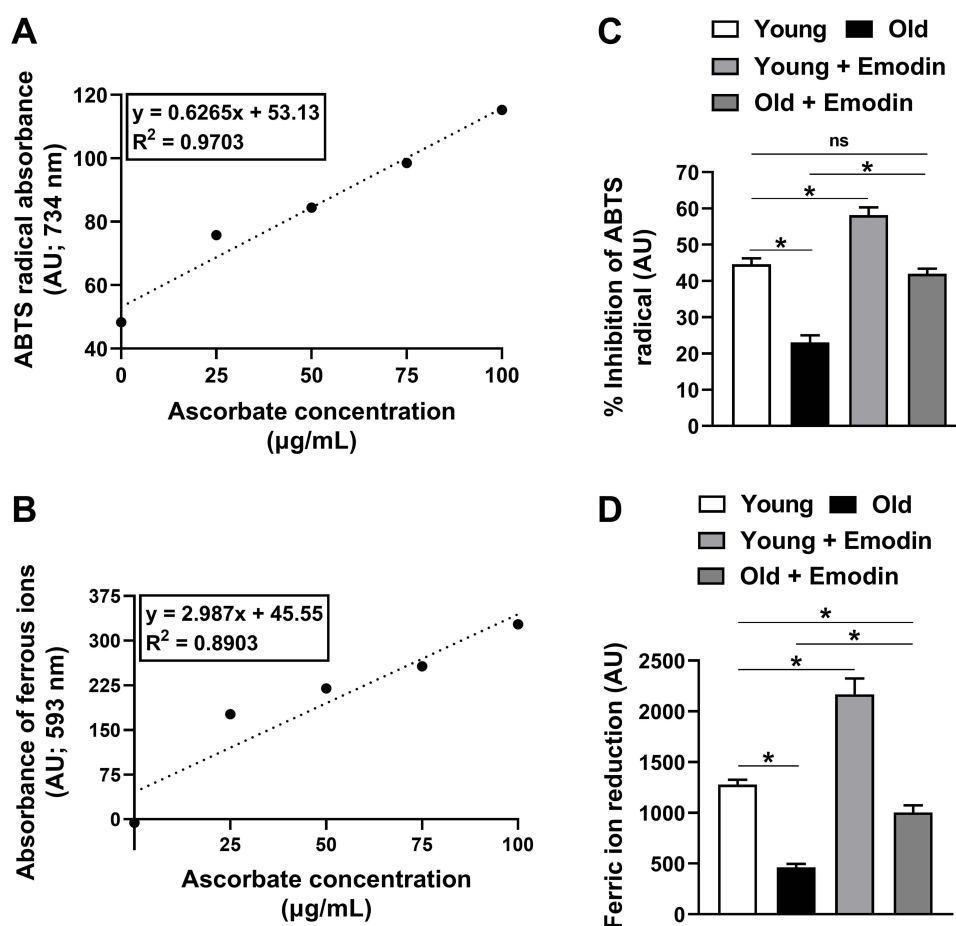 A
ABTS radical absorbance
(AU; 734 nm)
120
100
80
60
40
y = 0.6265x + 53.13
R² = 0.9703
0 25 50 75 100
Ascorbate concentration
(µg/mL)
B
Absorbance of ferrous ions
(AU; 593 nm)
375
300
225
150
75
0
y = 2.987x + 45.55
R² = 0.8903
25 50 75 100
Ascorbate concentration
(µg/mL)
C
Young Old
Young + Emodin
Old + Emodin
% Inhibition of ABTS
radical (AU)
70
60
50
40
30
20
10
0
ns
*
*
*
D
Young Old
Young + Emodin
Old + Emodin
Ferric ion reduction (AU)
2500
2000
1500
1000
500
0
*
*
*
*